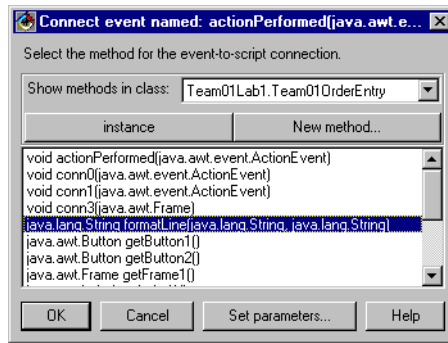 Connect event named: actionPerformed(java.awt.e...
Select the method for the event-to-script connection.
Show methods in class: Team01Lab1.Team01OrderEntry
instance New method...
void actionPerformed(java.awt.event.ActionEvent)
void conn0(java.awt.event.ActionEvent)
void conn1(java.awt.event.ActionEvent)
void conn3(java.awt.Frame)
java.lang.String formatLine(java.lang.String, java.lang.String)
java.awt.Button getButton1()
java.awt.Button getButton2()
java.awt.Frame getFrame1()
OK Cancel Set parameters... Help